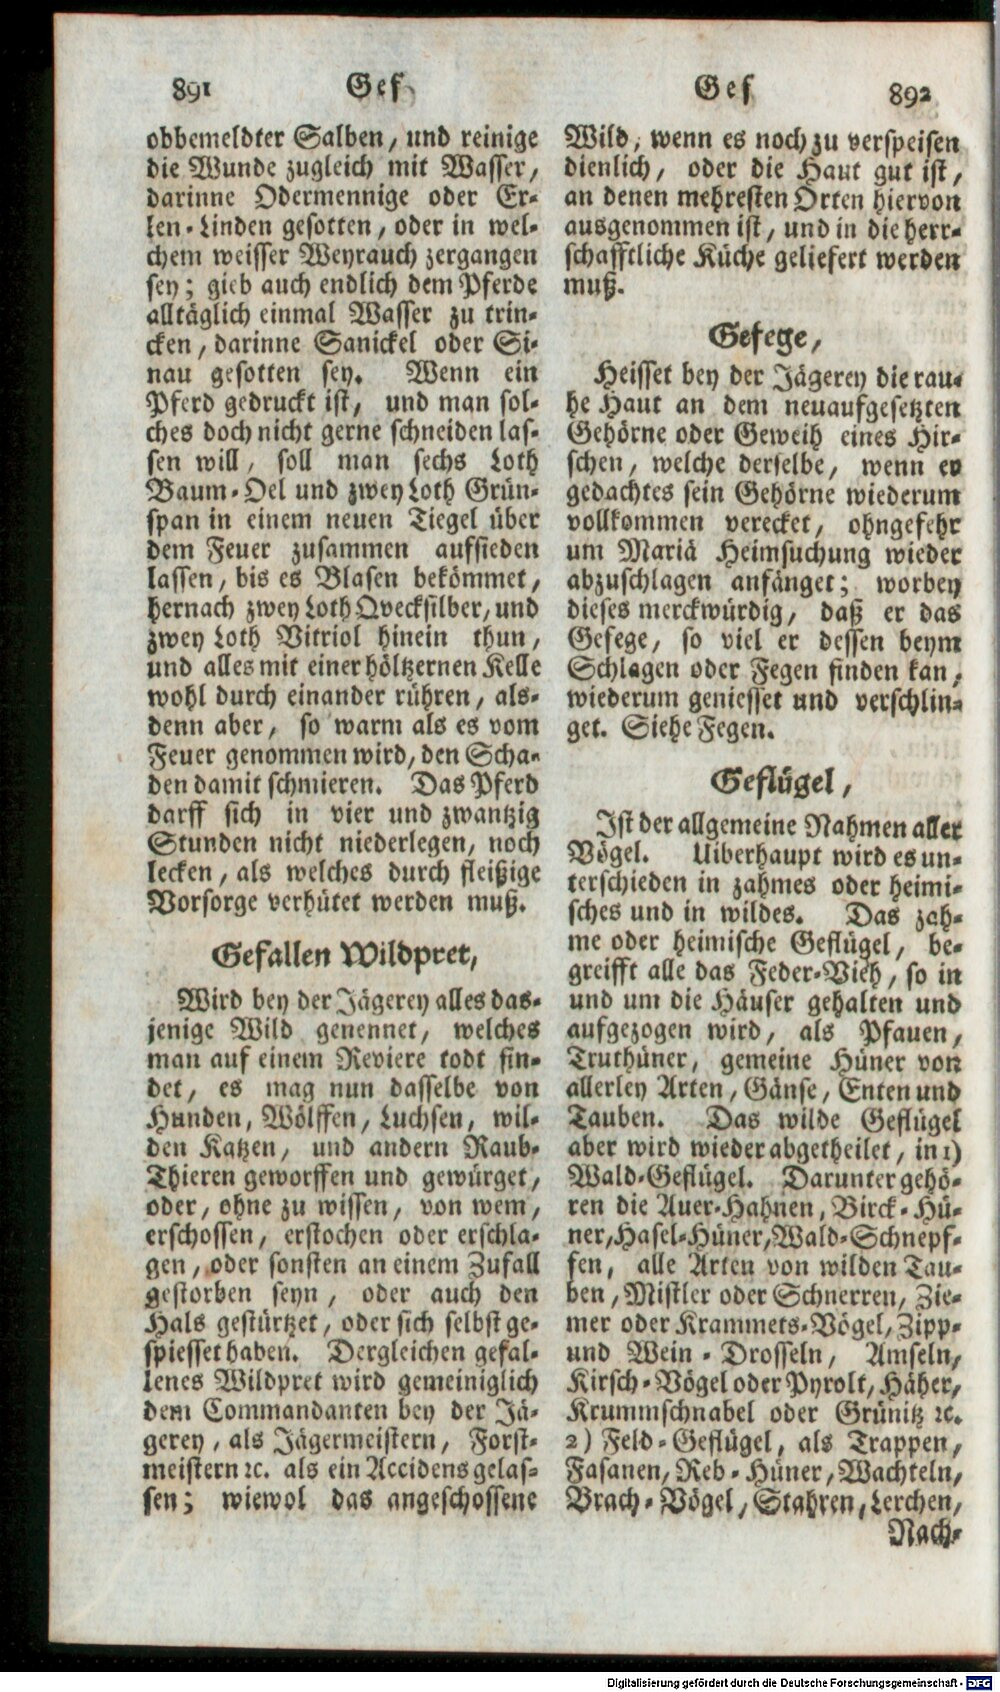 891 Gef
obbemeldter Salben, und reinige
die Wunde zugleich mit Wasser,
darinne Odermennige oder Er-
len-Linden gesotten, oder in wel-
chem weisser Weyrauch zergangen
sey; gieb auch endlich dem Pferde
alltäglich einmal Wasser zu trin-
cken, darinne Sanickel oder Si-
nau gesotten sey. Wenn ein
Pferd gedruckt ist, und man sol-
ches doch nicht gerne schneiden las-
sen will, soll man sechs Loth
Baum-Oel und zwey Loth Grün-
span in einem neuen Tiegel über
dem Feuer zusammen aufsieden
lassen, bis es Blasen bekömmet,
hernach zwey Loth Qvecksilber, und
zwey Loth Vitriol hinein thun,
und alles mit einer höltzernen Kelle
wohl durch einander rühren, als-
denn aber, so warm als es vom
Feuer genommen wird, den Scha-
den damit schmieren. Das Pferd
darff sich in vier und zwantzig
Stunden nicht niederlegen, noch
lecken, als welches durch fleißige
Vorsorge verhütet werden muß.
Gefallen Wildpret,
Wird bey der Jägerey alles das-
jenige Wild genennet, welches
man auf einem Reviere todt fin-
det, es mag nun dasselbe von
Hunden, Wölffen, Luchsen, wil-
den Katzen, und andern Raub-
Thieren geworffen und gewürget,
oder, ohne zu wissen, von wem,
erschossen, erstochen oder erschla-
gen, oder sonsten an einem Zufall
gestorben seyn, oder auch den
Hals gestürtzet, oder sich selbst ge-
spiesset haben. Dergleichen gefal-
lenes Wildpret wird gemeiniglich
dem Commandanten bey der Jä-
gerey, als Jägermeistern, Forst-
meistern ꝛc. als ein Accidens gelas-
sen; wiewol das angeschossene
Gef 892
Wild, wenn es noch zu verspeisen
dienlich, oder die Haut gut ist,
an denen mehresten Orten hiervon
ausgenommen ist, und in die herr-
schafftliche Küche geliefert werden
muß.
Gefege,
Heisset bey der Jägerey die rau-
he Haut an dem neuaufgesetzten
Gehörne oder Geweih eines Hir-
schen, welche derselbe, wenn er
gedachtes sein Gehörne wiederum
vollkommen verecket, ohngefehr
um Mariä Heimsuchung wieder
abzuschlagen anfänget; worbey
dieses merckwürdig, daß er das
Gefege, so viel er dessen beym
Schlagen oder Fegen finden kan,
wiederum geniesset und verschlin-
get. Siehe Fegen.
Geflügel,
Ist der allgemeine Nahmen aller
Vögel. Uiberhaupt wird es un-
terschieden in zahmes oder heimi-
sches und in wildes. Das zah-
me oder heimische Geflügel, be-
greifft alle das Feder-Vieh, so in
und um die Häuser gehalten und
aufgezogen wird, als Pfauen,
Truthüner, gemeine Hüner von
allerley Arten, Gänse, Enten und
Tauben. Das wilde Geflügel
aber wird wieder abgetheilet, in 1)
Wald-Geflügel. Darunter gehö-
ren die Auer-Hahnen, Birck-Hü-
ner, Hasel-Hüner, Wald-Schnepf-
fen, alle Arten von wilden Tau-
ben, Mistler oder Schnerren, Zie-
mer oder Krammets-Vögel, Zipp-
und Wein-Drosseln, Amseln,
Kirsch-Vögel oder Pyrolt, Häher,
Krummschnabel oder Grünitz ꝛc.
2) Feld-Geflügel, als Trappen,
Fasanen, Reb-Hüner, Wachteln,
Brach-Vögel, Stahren, Lerchen,
Nach-
Digitalisierung gefördert durch die Deutsche Forschungsgemeinschaft - DFG